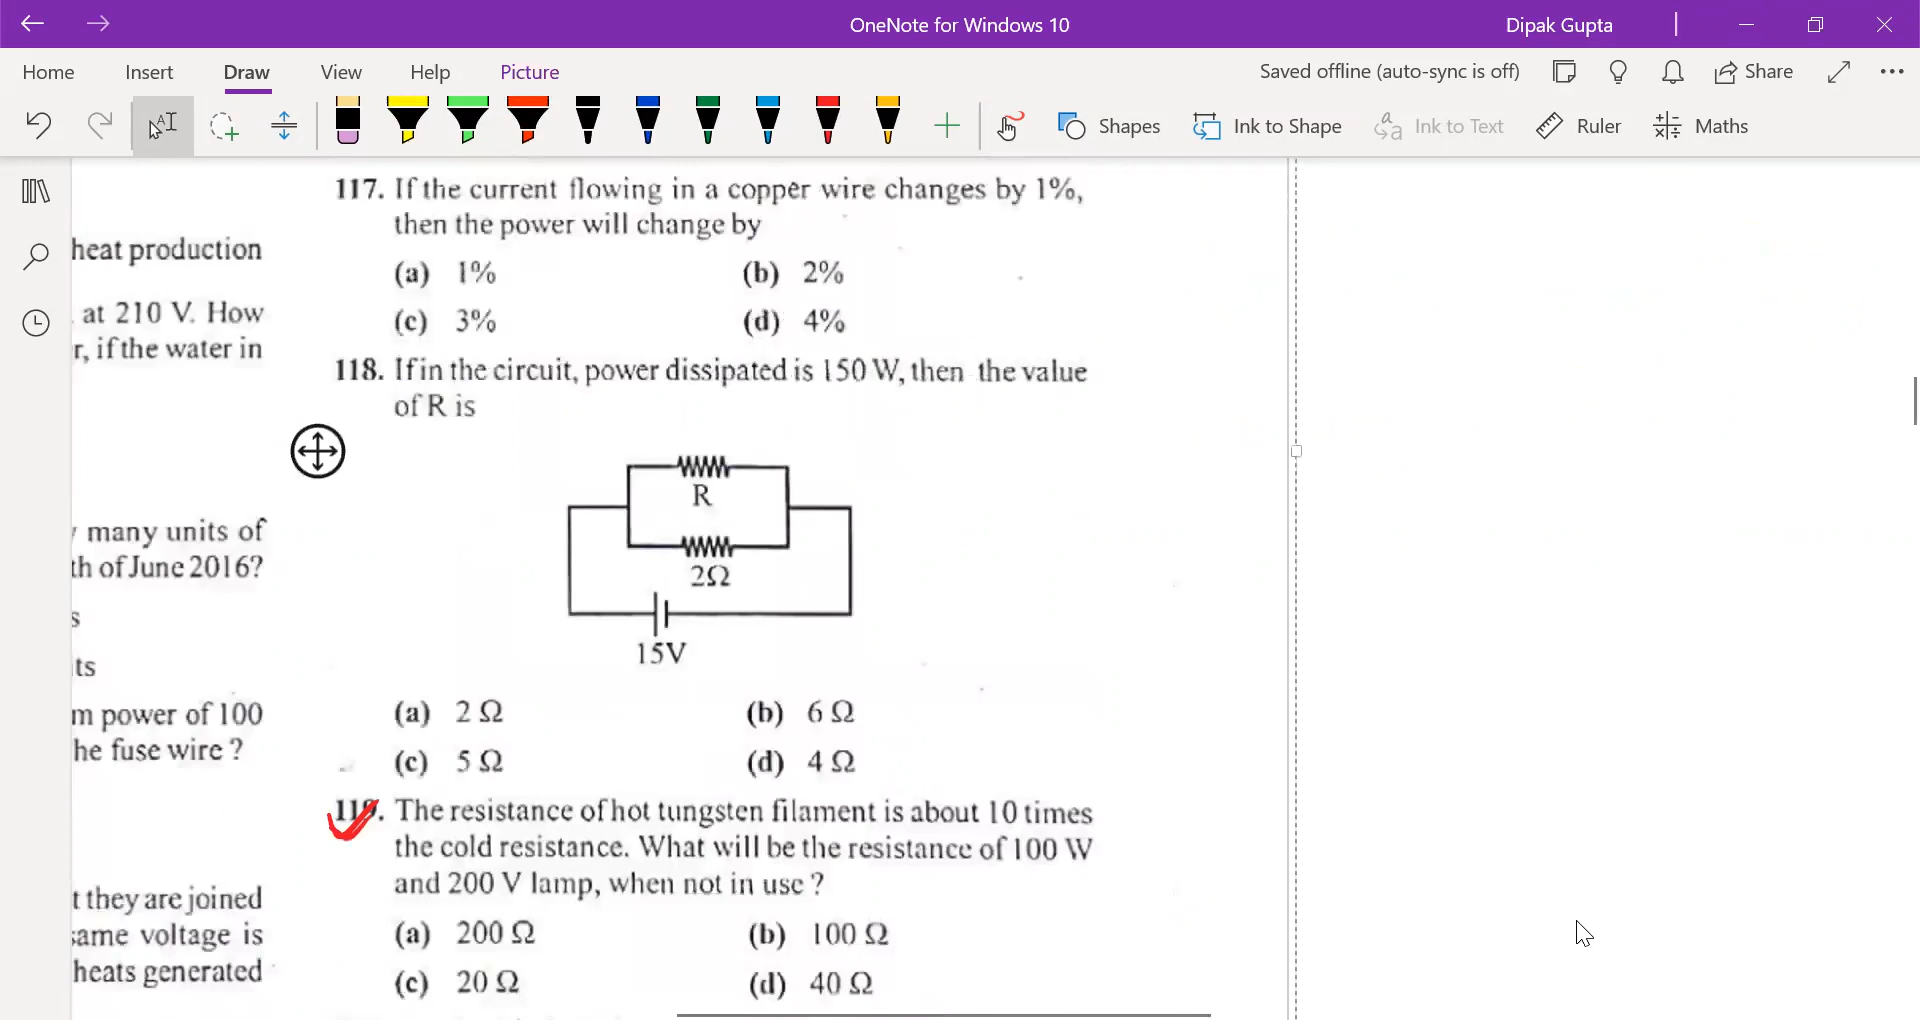 OneNote for Windows 10
Dipak Gupta
Home Insert Draw View Help Picture
Saved offline (auto-sync is off) Share
Shapes Ink to Shape Ink to Text Ruler Maths
heat production
at 210 V. How
r, if the water in
many units of
th of June 2016?
s
ts
m power of 100
he fuse wire ?
t they are joined
same voltage is
heats generated
117. If the current flowing in a copper wire changes by 1%,
then the power will change by
(a) 1% (b) 2%
(c) 3% (d) 4%
118. If in the circuit, power dissipated is 150 W, then the value
of R is
R
2Ω
15V
(a) 2 Ω (b) 6 Ω
(c) 5 Ω (d) 4 Ω
119. The resistance of hot tungsten filament is about 10 times
the cold resistance. What will be the resistance of 100 W
and 200 V lamp, when not in use ?
(a) 200 Ω (b) 100 Ω
(c) 20 Ω (d) 40 Ω